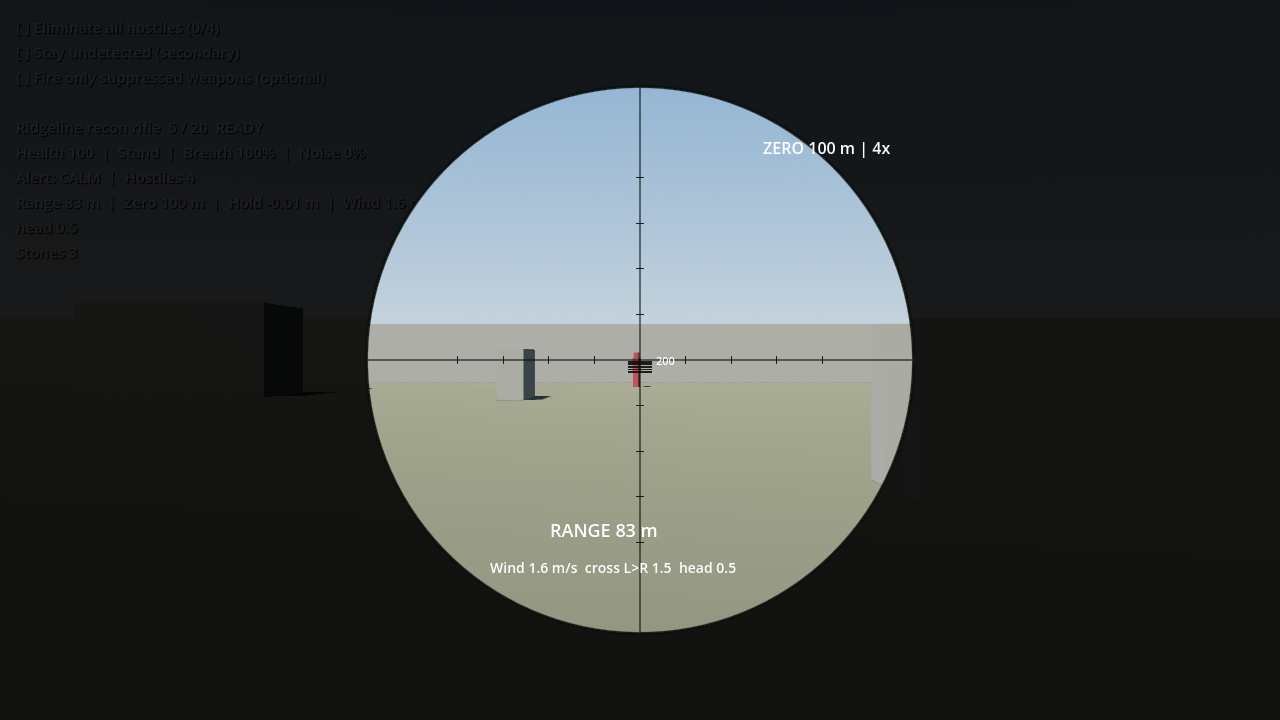 [ ] Eliminate all hostiles (0/4)
[ ] Stay undetected (secondary)
[ ] Fire only suppressed weapons (optional)
Ridgeline recon rifle 5 / 20 READY
Health 100 | Stand | Breath 100% | Noise 0%
Alert: CALM | Hostiles 4
Range 83 m | Zero 100 m | Hold -0.01 m | Wind 1.6
head 0.5
Stones 3
ZERO 100 m | 4x
200
RANGE 83 m
Wind 1.6 m/s cross L>R 1.5 head 0.5